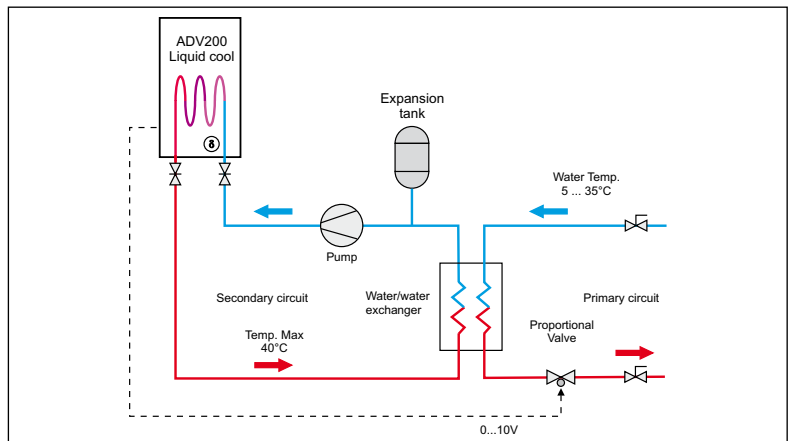 ADV200
Liquid cool
δ
Expansion
tank
Water Temp.
5 ... 35°C
Pump
Secondary circuit
Water/water
exchanger
Primary circuit
Temp. Max
40°C
Proportional
Valve
0...10V